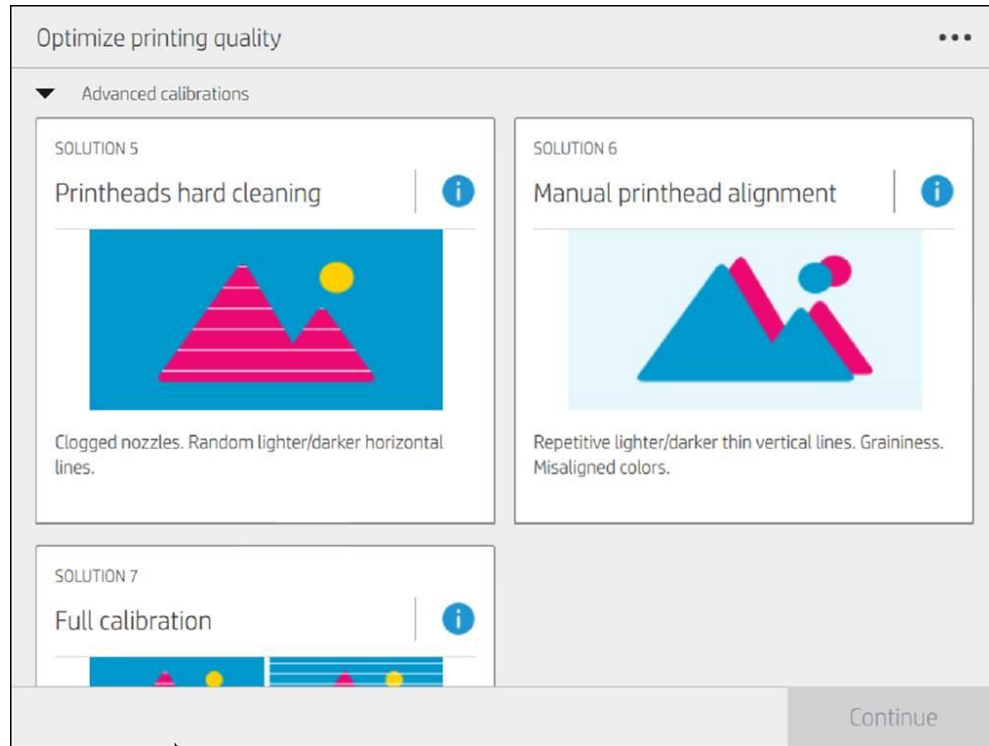 Optimize printing quality
Advanced calibrations
SOLUTION 5
Printheads hard cleaning
Clogged nozzles. Random lighter/darker horizontal
lines.
SOLUTION 6
Manual printhead alignment
Repetitive lighter/darker thin vertical lines. Graininess.
Misaligned colors.
SOLUTION 7
Full calibration
Continue